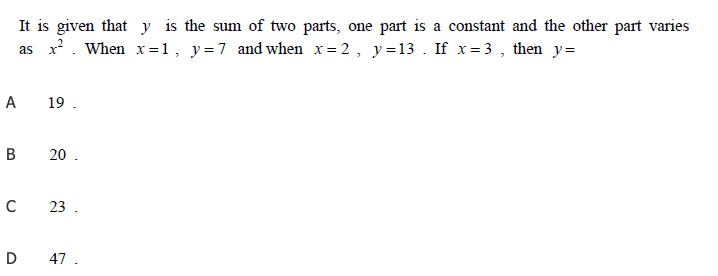 It is given that y is the sum of two parts, one part is a constant and the other part varies
as x² . When x = 1 , y = 7 and when x = 2 , y = 13 . If x = 3 , then y =
A 19 .
B 20 .
C 23 .
D 47 .